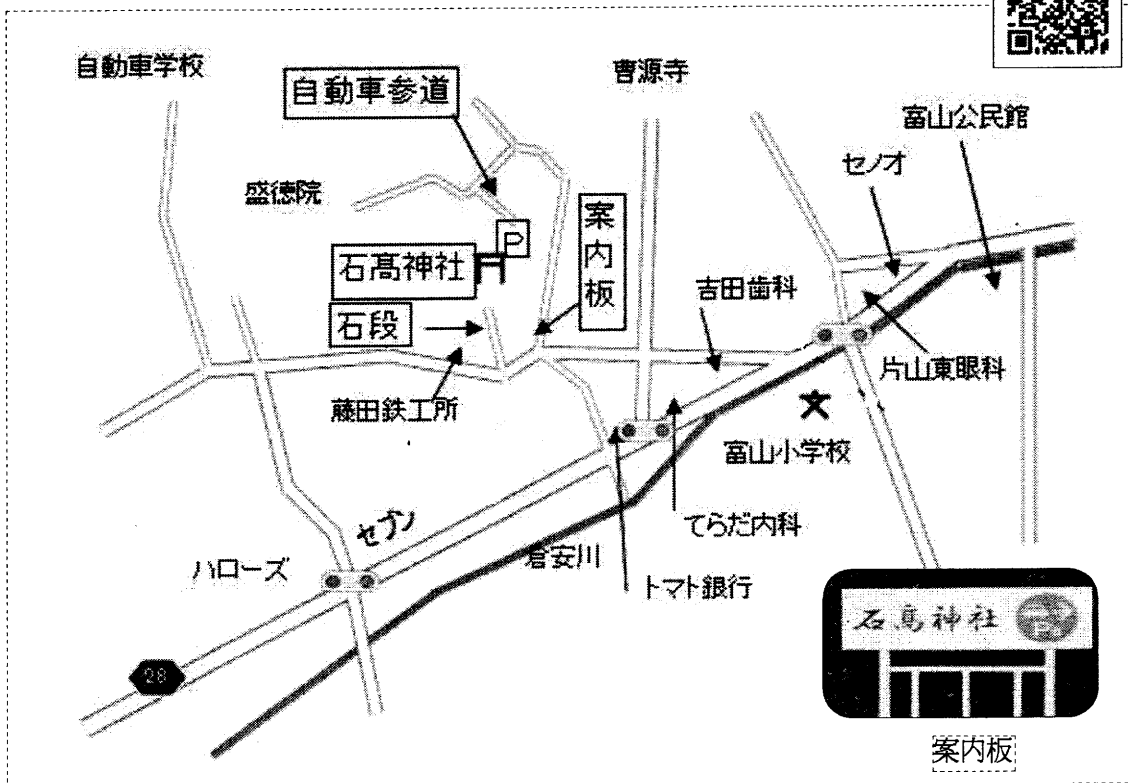 自動車学校
自動車参道
曹源寺
富山公民館
セノオ
盛徳院
案内板
P
石高神社
吉田歯科
石段
片山東眼科
藤田鉄工所
富山小学校
セブン
てらだ内科
倉安川
ハローズ
トマト銀行
28
石高神社
案内板